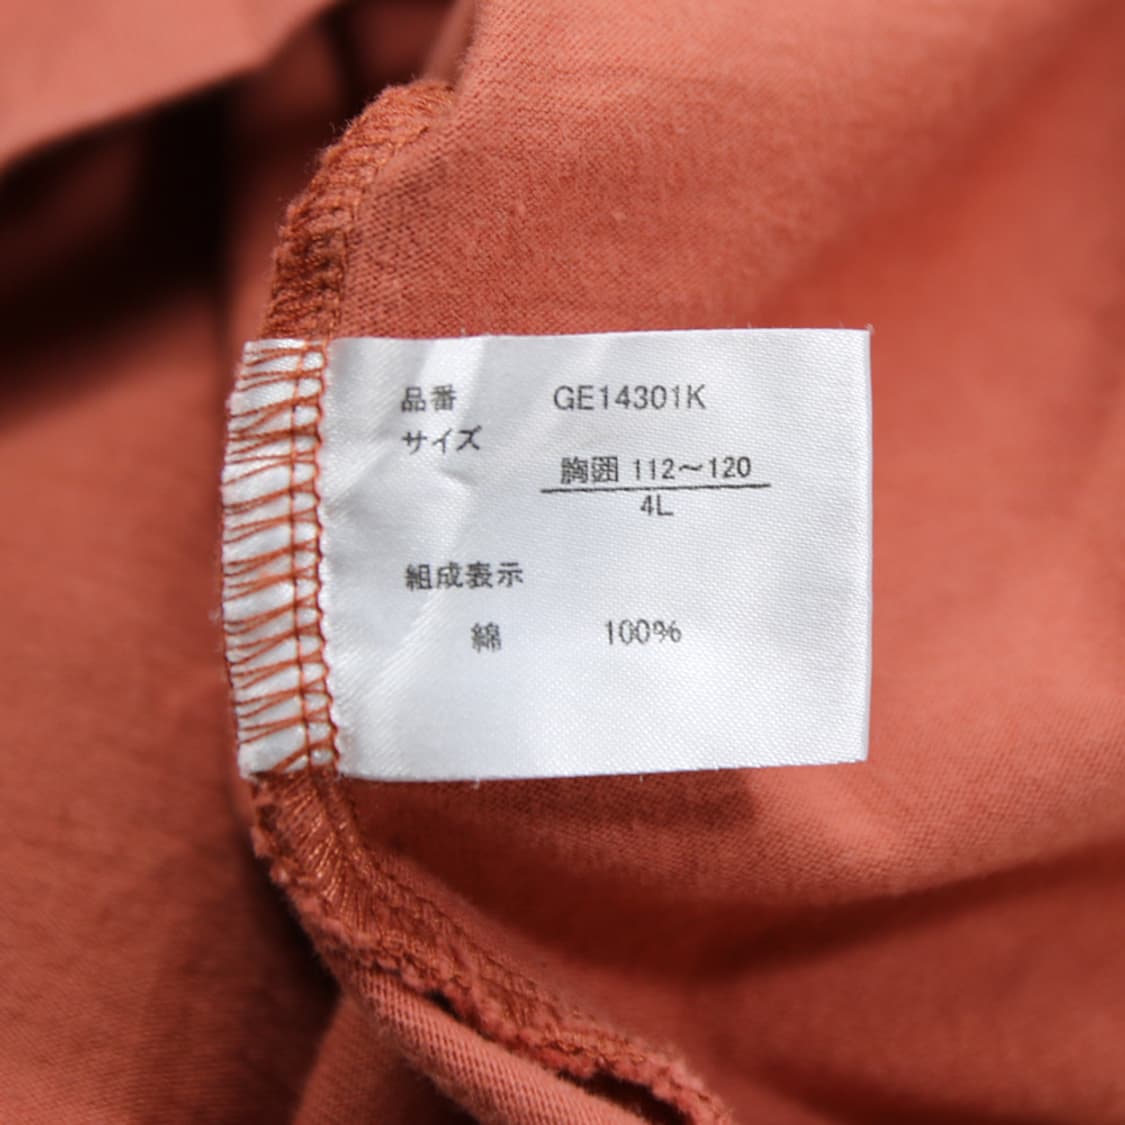 品番 GE14301K
サイズ
胸囲 112～120
4L
組成表示
綿 100%